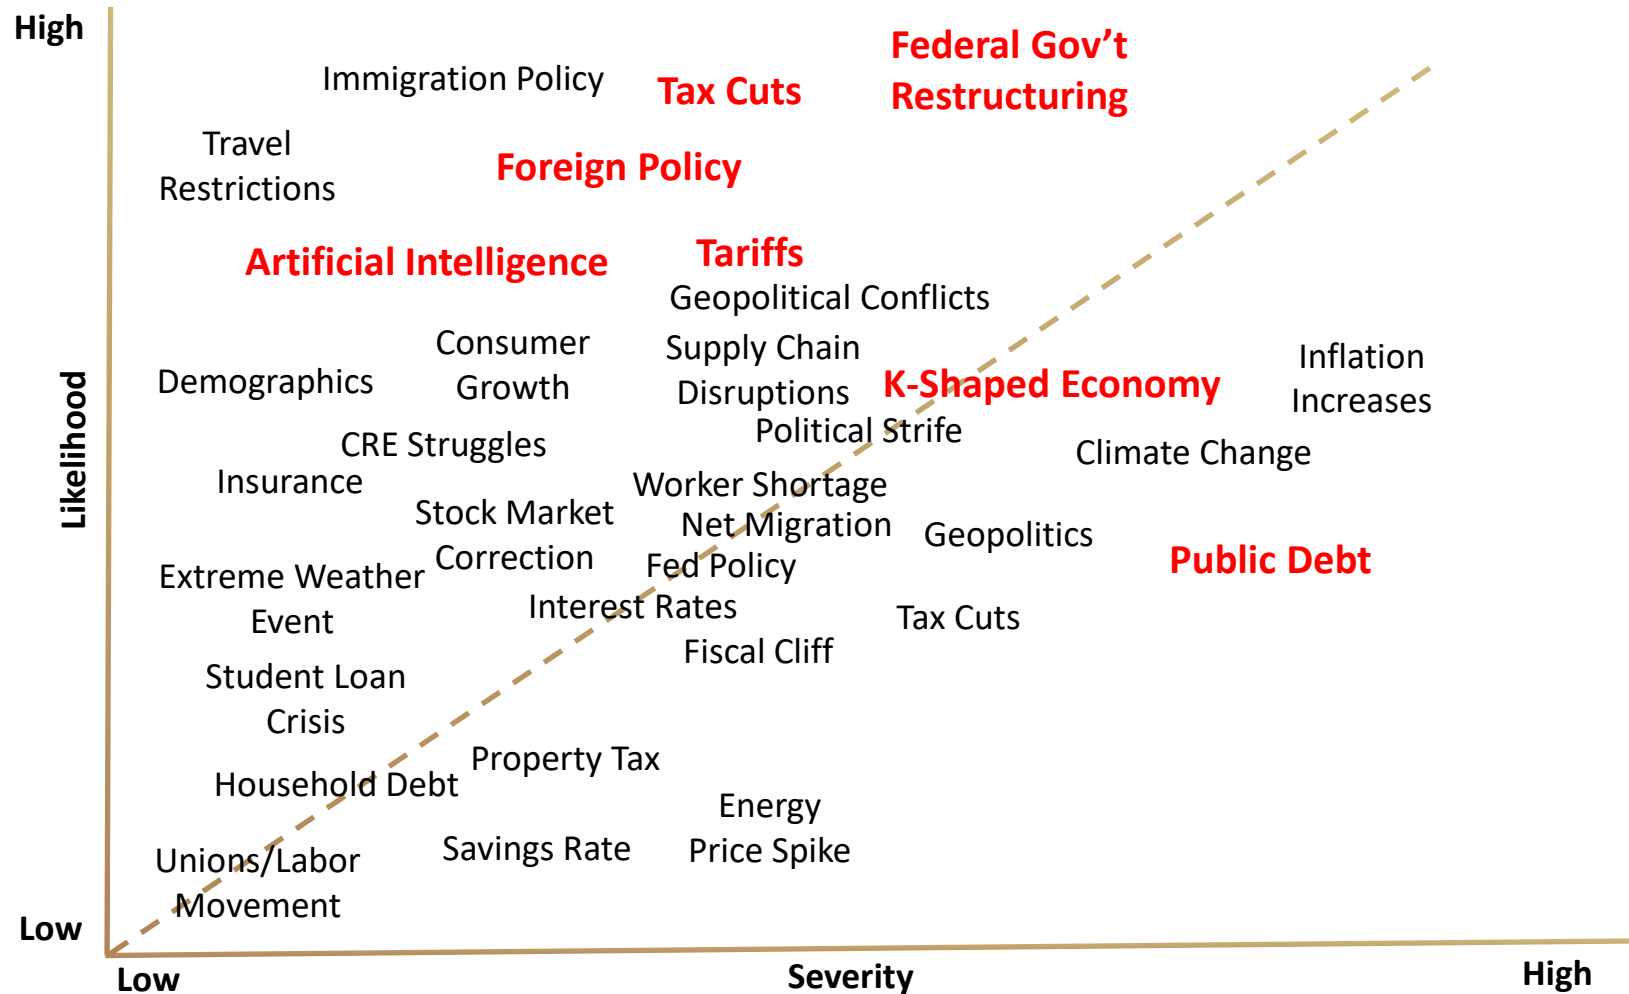 High
Federal Gov’t
Restructuring
Immigration Policy
Tax Cuts
Travel
Restrictions
Foreign Policy
Artificial Intelligence
Tariffs
Geopolitical Conflicts
Consumer
Growth
Supply Chain
Disruptions
Demographics
K-Shaped Economy
Inflation
Increases
Political Strife
CRE Struggles
Climate Change
Likelihood
Insurance
Worker Shortage
Stock Market
Correction
Net Migration
Geopolitics
Public Debt
Fed Policy
Extreme Weather
Event
Interest Rates
Tax Cuts
Fiscal Cliff
Student Loan
Crisis
Property Tax
Household Debt
Energy
Price Spike
Savings Rate
Unions/Labor
Movement
Low
Low
Severity
High